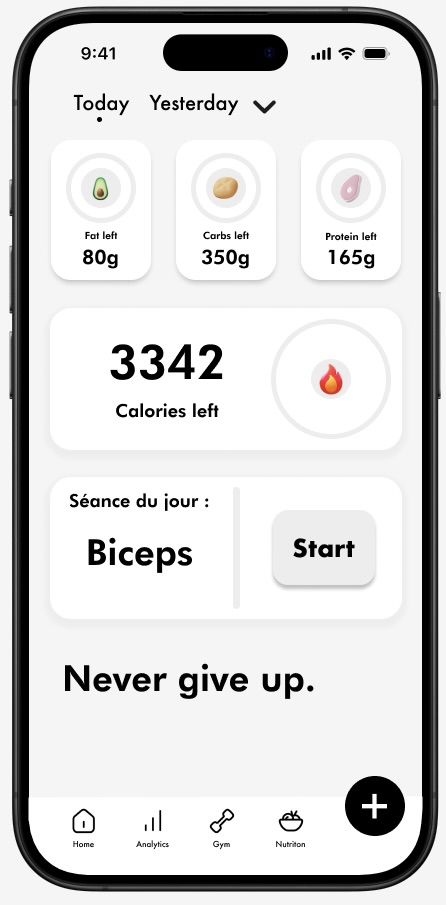 9:41
Today Yesterday
Fat left Carbs left Protein left
80g 350g 165g
3342
Calories left
Séance du jour :
Biceps
Start
Never give up.
Home Analytics Gym Nutriton